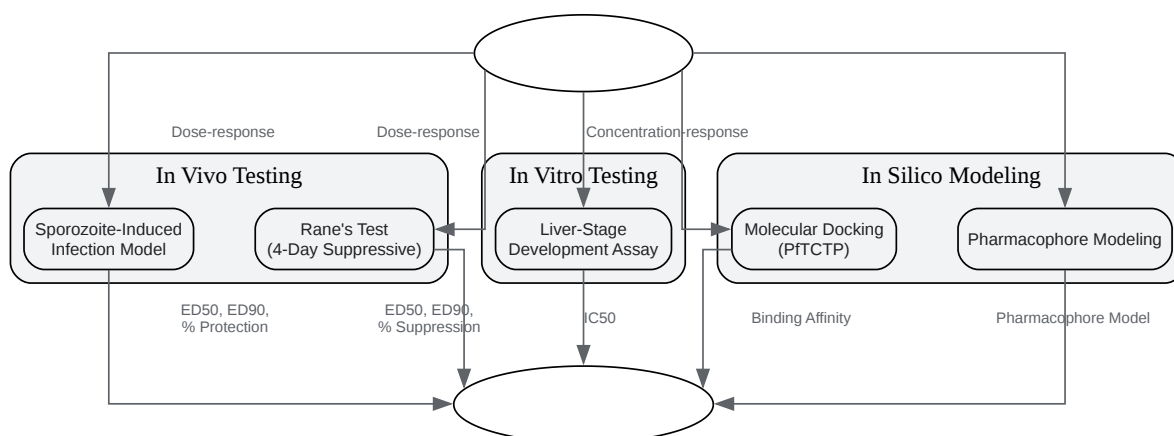 Dose-response
Dose-response
Concentration-response
In Vivo Testing
In Vitro Testing
In Silico Modeling
Sporozoite-Induced
Infection Model
Rane's Test
(4-Day Suppressive)
Liver-Stage
Development Assay
Molecular Docking
(PfTCTP)
Pharmacophore Modeling
ED50, ED90,
% Protection
ED50, ED90,
% Suppression
IC50
Binding Affinity
Pharmacophore Model